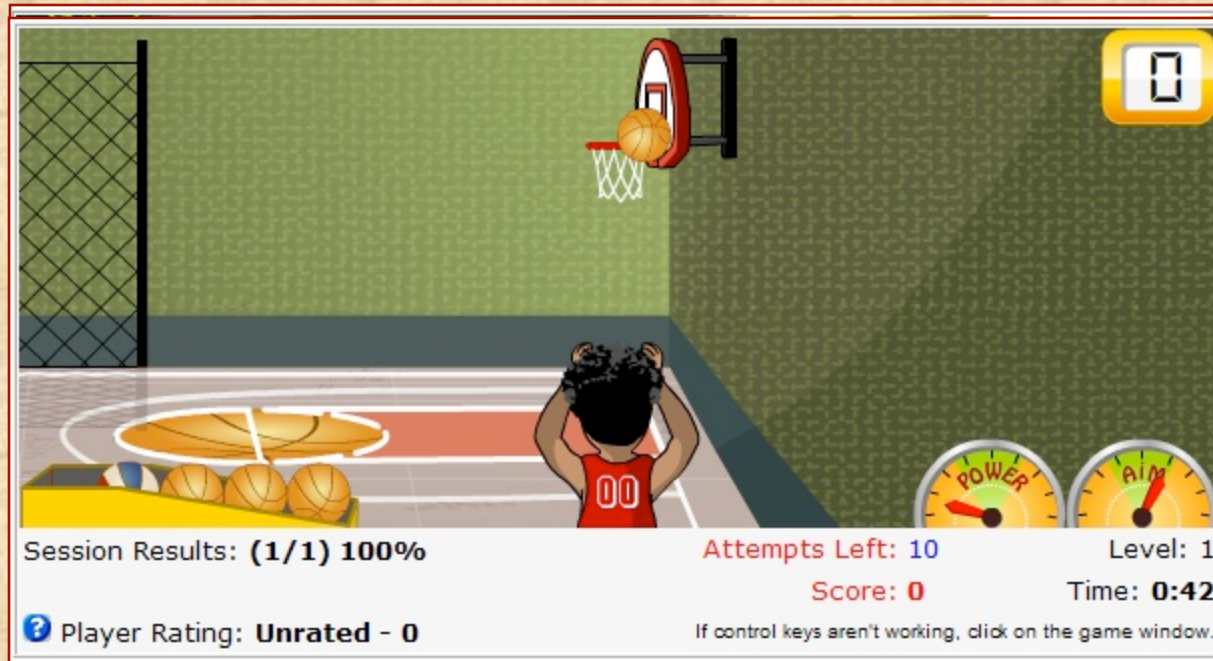 0
POWER
AiM
00
Session Results: (1/1) 100%
Attempts Left: 10
Level: 1
Score: 0
Time: 0:42
? Player Rating: Unrated - 0
If control keys aren't working, click on the game window.